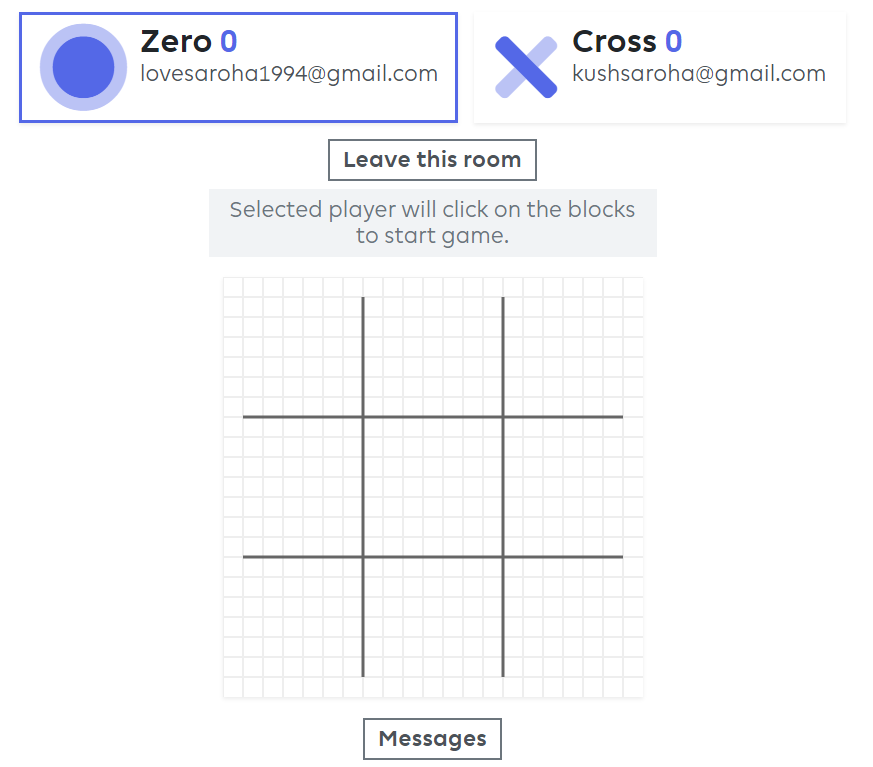 Zero 0
lovesaroha1994@gmail.com
Cross 0
kushsaroha@gmail.com
Leave this room
Selected player will click on the blocks
to start game.
Messages